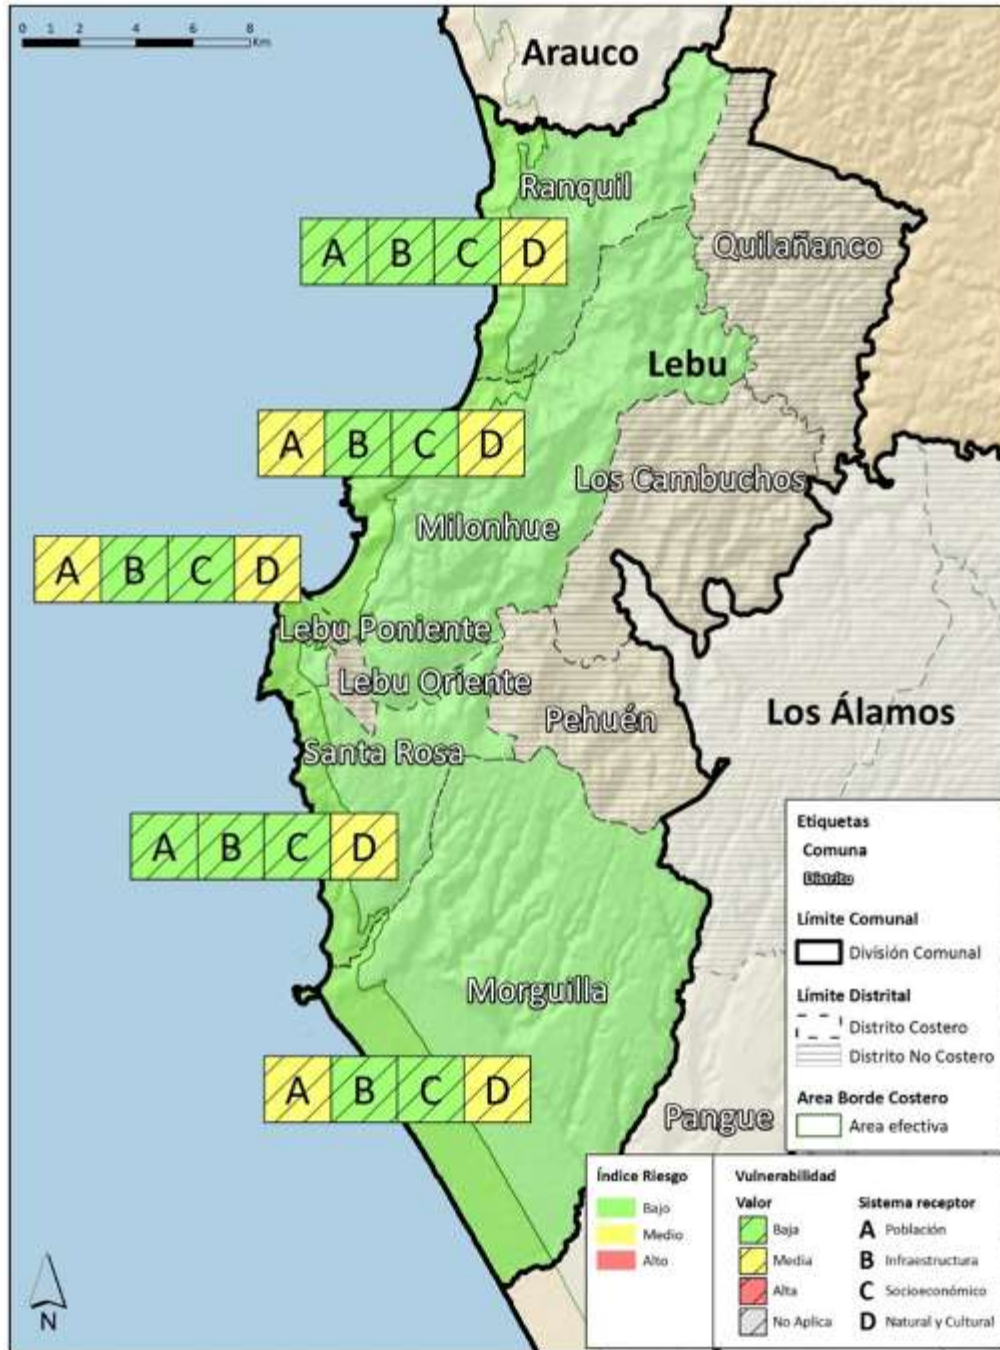 0 1 2 4 6 8
Km
Arauco
Ranquil
A B C D
Quilañanco
Lebu
A B C D
Los Cambuchos
Milonhue
A B C D
Lebu Poniente
Lebu Oriente
Pehuén
Los Álamos
Santa Rosa
A B C D
Morguilla
A B C D
Pangue
N
Etiquetas
Comuna
Distrito
Límite Comunal
División Comunal
Límite Distrital
Distrito Costero
Distrito No Costero
Area Borde Costero
Area efectiva
Índice Riesgo
Bajo
Medio
Alto
Vulnerabilidad
Valor
Baja
Media
Alta
No Aplica
Sistema receptor
A Población
B Infraestructura
C Socioeconómico
D Natural y Cultural